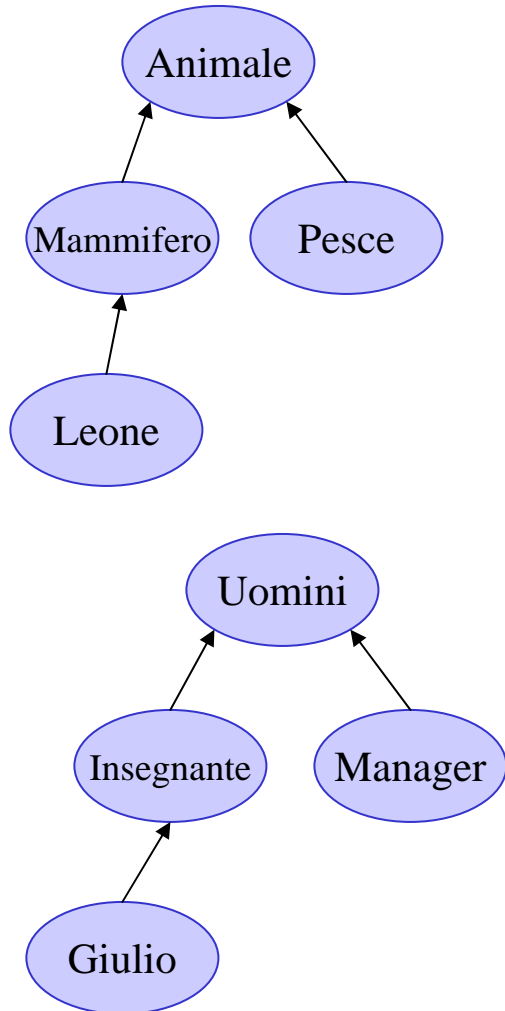 Animale
Mammifero
Pesce
Leone
Uomini
Insegnante
Manager
Giulio